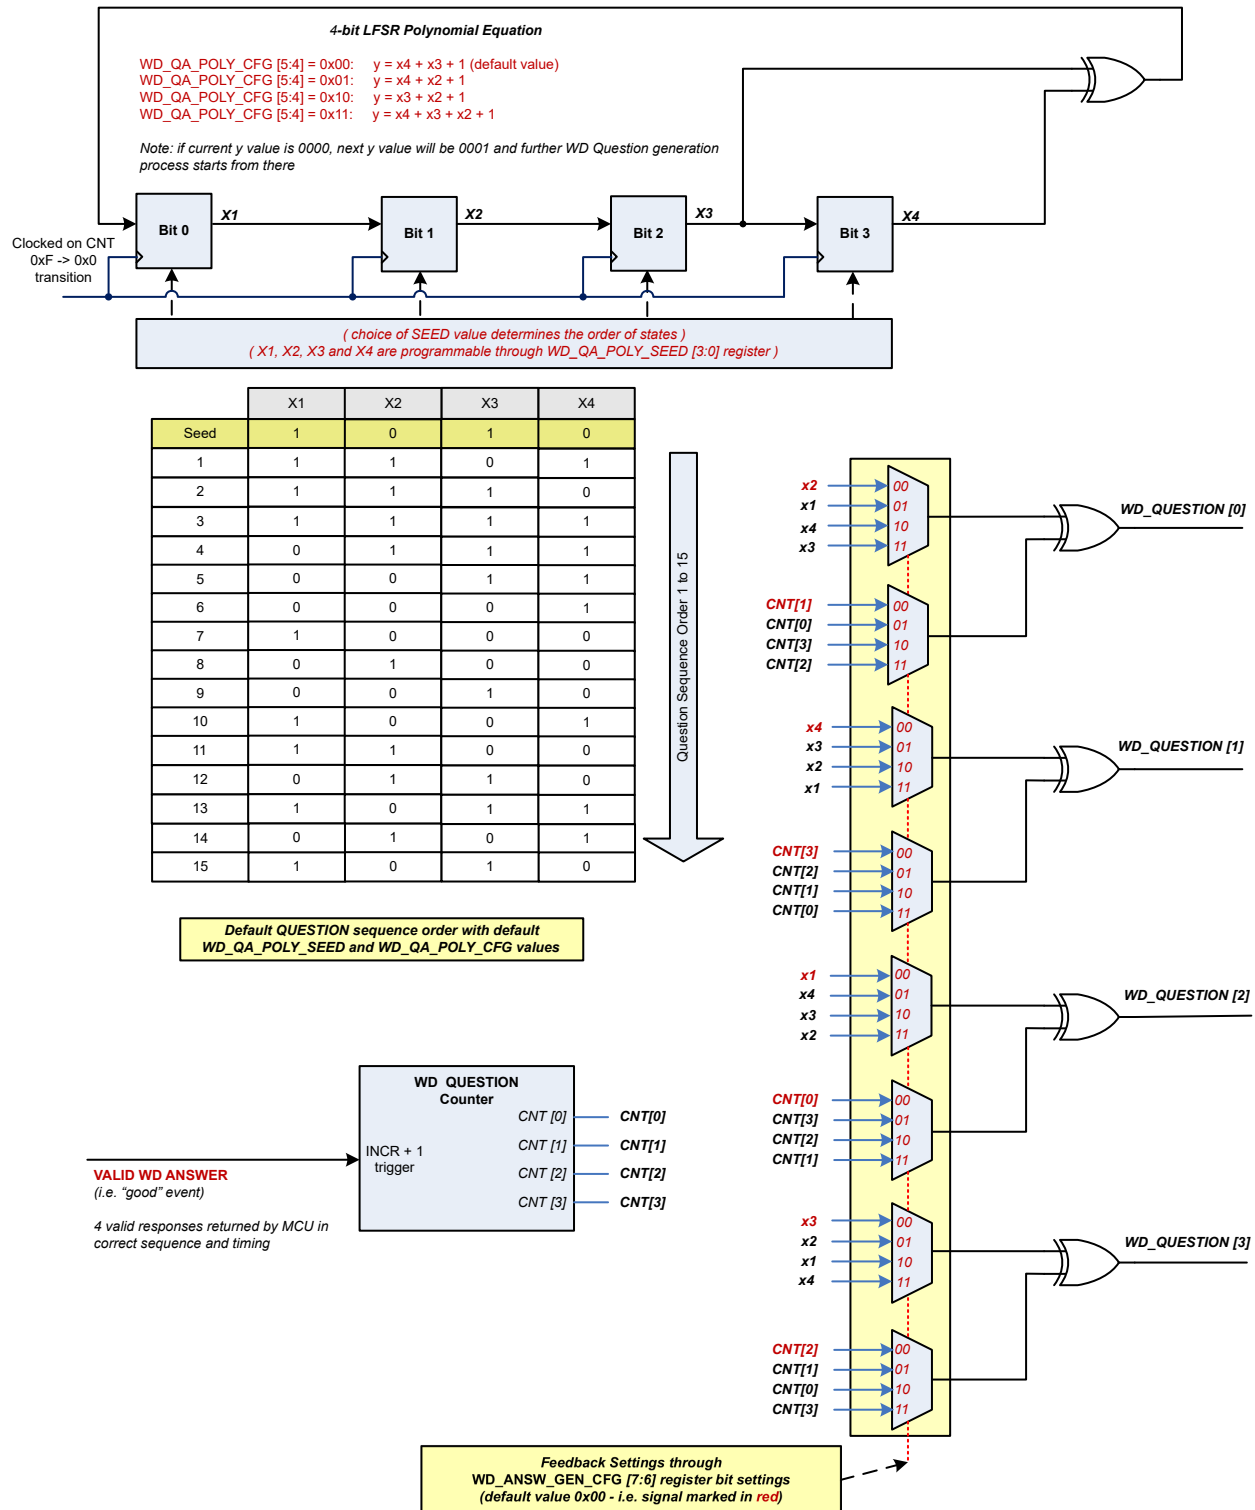 4-bit LFSR Polynomial Equation
WD_QA_POLY_CFG [5:4] = 0x00: y = x4 + x3 + 1 (default value)
WD_QA_POLY_CFG [5:4] = 0x01: y = x4 + x2 + 1
WD_QA_POLY_CFG [5:4] = 0x10: y = x3 + x2 + 1
WD_QA_POLY_CFG [5:4] = 0x11: y = x4 + x3 + x2 + 1
Note: if current y value is 0000, next y value will be 0001 and further WD Question generation
process starts from there
Bit 0 X1 Bit 1 X2 Bit 2 X3 Bit 3 X4
Clocked on CNT
0xF -> 0x0
transition
( choice of SEED value determines the order of states )
( X1, X2, X3 and X4 are programmable through WD_QA_POLY_SEED [3:0] register )
X1 X2 X3 X4
Seed 1 0 1 0
1 1 1 0 1
2 1 1 1 0
3 1 1 1 1
4 0 1 1 1
5 0 0 1 1
6 0 0 0 1
7 1 0 0 0
8 0 1 0 0
9 0 0 1 0
10 1 0 0 1
11 1 1 0 0
12 0 1 1 0
13 1 0 1 1
14 0 1 0 1
15 1 0 1 0
Question Sequence Order 1 to 15
Default QUESTION sequence order with default
WD_QA_POLY_SEED and WD_QA_POLY_CFG values
WD_QUESTION
Counter
INCR + 1
trigger
CNT [0] CNT[0]
CNT [1] CNT[1]
CNT [2] CNT[2]
CNT [3] CNT[3]
VALID WD ANSWER
(i.e. “good” event)
4 valid responses returned by MCU in
correct sequence and timing
x2 00
x1 01
x4 10
x3 11
WD_QUESTION [0]
CNT[1] 00
CNT[0] 01
CNT[3] 10
CNT[2] 11
x4 00
x3 01
x2 10
x1 11
WD_QUESTION [1]
CNT[3] 00
CNT[2] 01
CNT[1] 10
CNT[0] 11
x1 00
x4 01
x3 10
x2 11
WD_QUESTION [2]
CNT[0] 00
CNT[3] 01
CNT[2] 10
CNT[1] 11
x3 00
x2 01
x1 10
x4 11
WD_QUESTION [3]
CNT[2] 00
CNT[1] 01
CNT[0] 10
CNT[3] 11
Feedback Settings through
WD_ANSW_GEN_CFG [7:6] register bit settings
(default value 0x00 - i.e. signal marked in red)